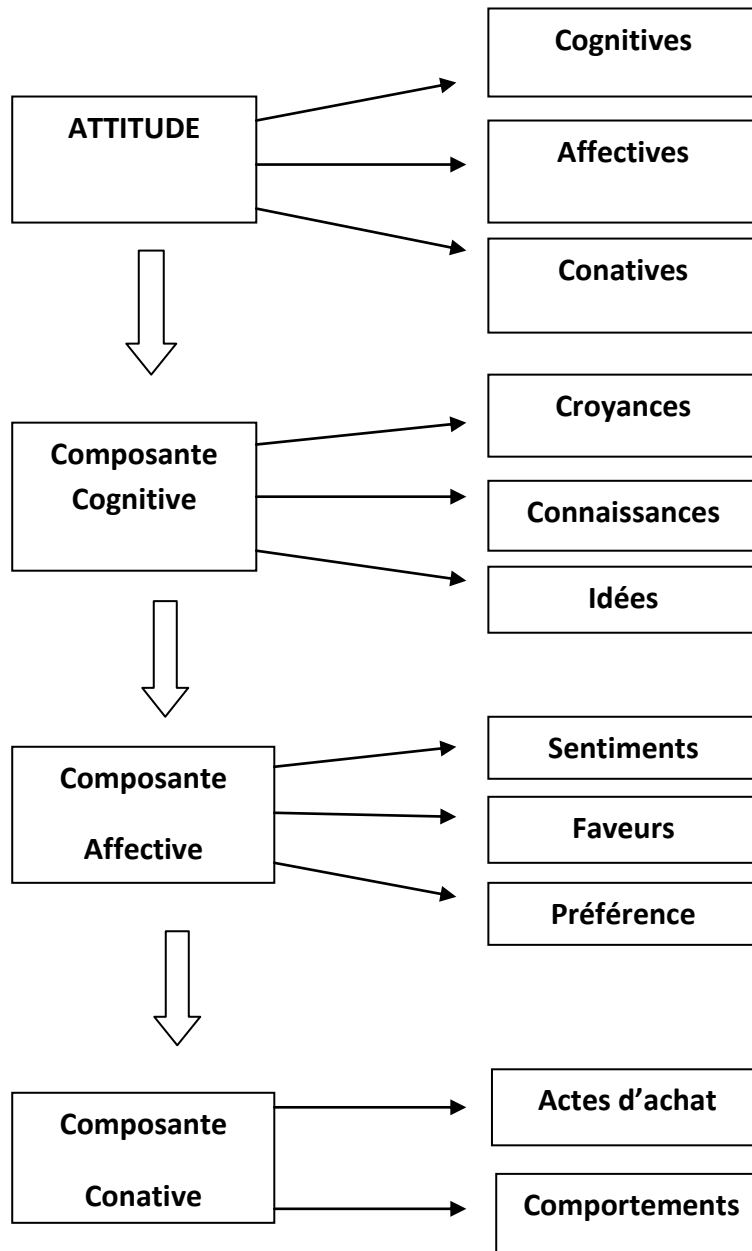 Cognitives
ATTITUDE
Affectives
Conatives
Composante
Cognitive
Croyances
Connaissances
Idées
Composante
Affective
Sentiments
Faveurs
Préférence
Composante
Conative
Actes d’achat
Comportements